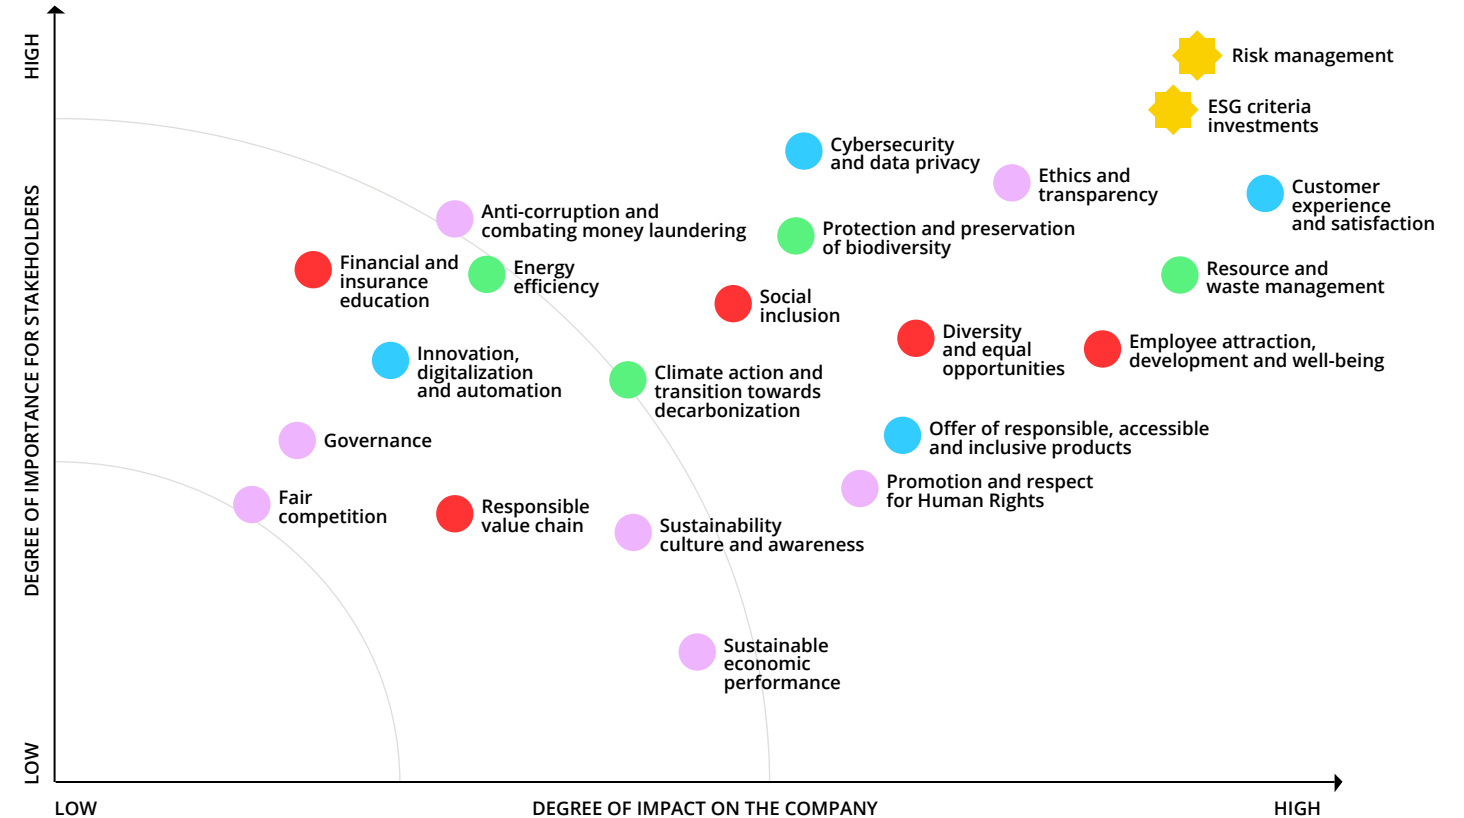 HIGH
DEGREE OF IMPORTANCE FOR STAKEHOLDERS
LOW
Risk management
ESG criteria
investments
Cybersecurity
and data privacy
Ethics and
transparency
Customer
experience
and satisfaction
Anti-corruption and
combating money laundering
Protection and preservation
of biodiversity
Financial and
insurance
education
Energy
efficiency
Resource and
waste management
Social
inclusion
Diversity
and equal
opportunities
Employee attraction,
development and well-being
Innovation,
digitalization
and automation
Climate action and
transition towards
decarbonization
Governance
Offer of responsible, accessible
and inclusive products
Promotion and respect
for Human Rights
Fair
competition
Responsible
value chain
Sustainability
culture and awareness
Sustainable
economic
performance
LOW
DEGREE OF IMPACT ON THE COMPANY
HIGH